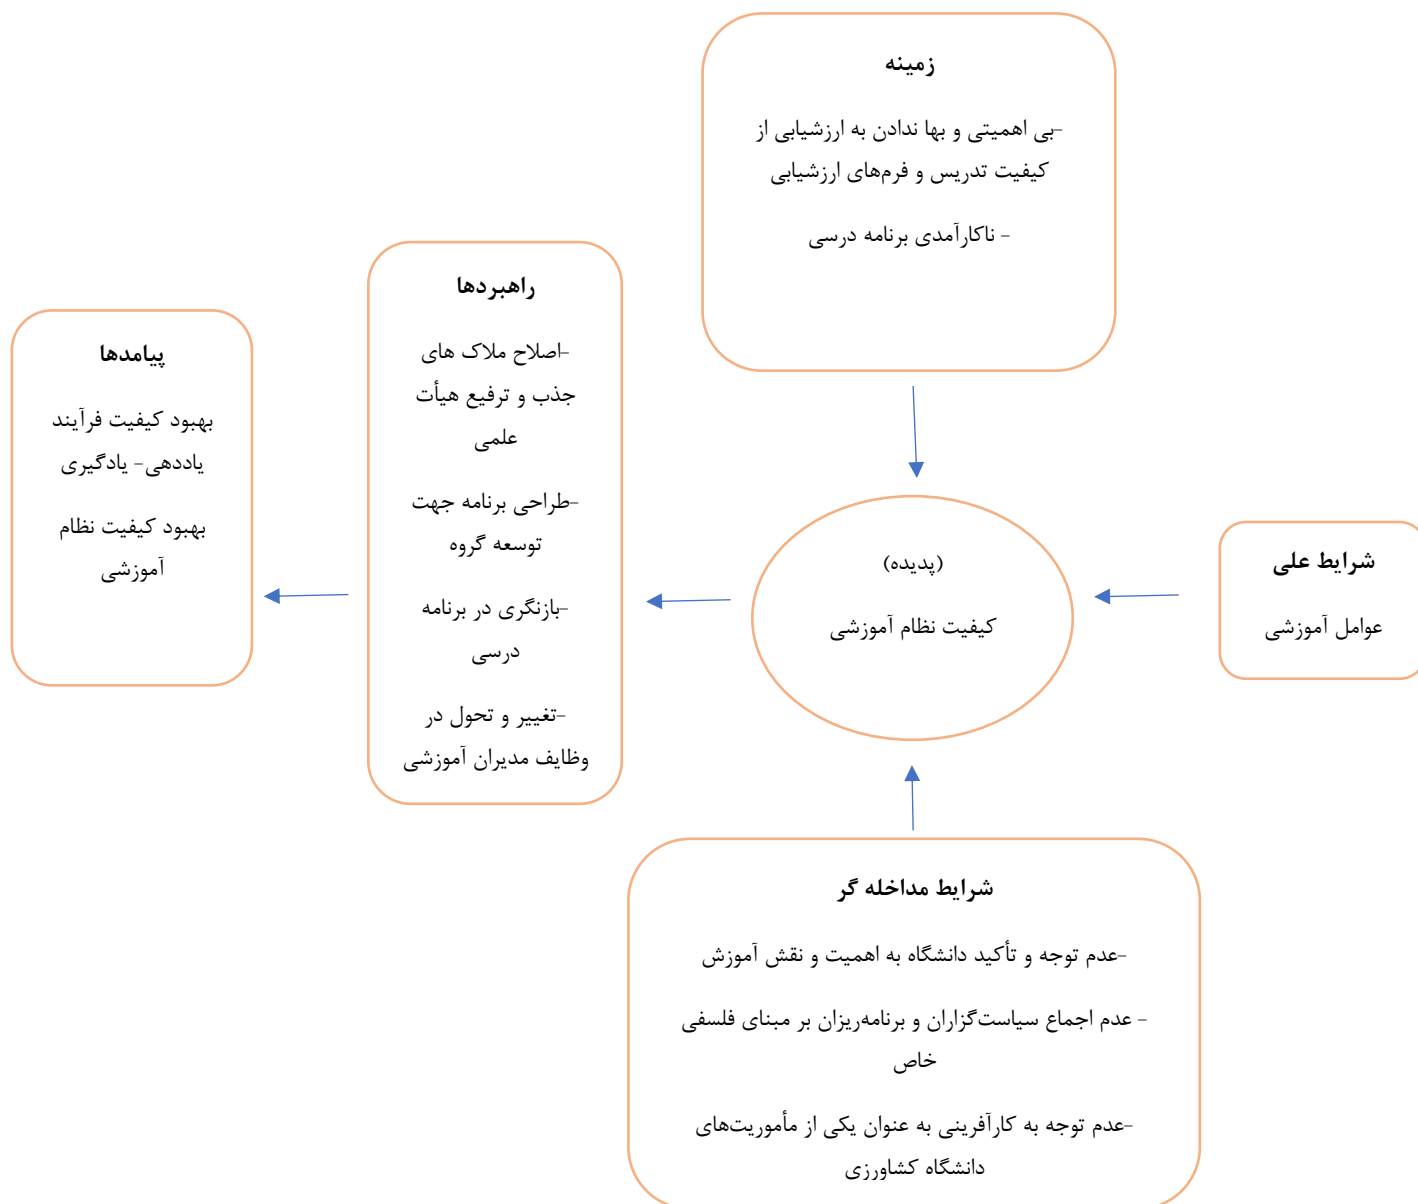 زمینه
-بی اهمیتی و بها ندادن به ارزشیابی از
کیفیت تدریس و فرم‌های ارزشیابی
- ناکارآمدی برنامه درسی
شرایط علی
عوامل آموزشی
(پدیده)
کیفیت نظام آموزشی
شرایط مداخله گر
-عدم توجه و تأکید دانشگاه به اهمیت و نقش آموزش
- عدم اجماع سیاست‌گزاران و برنامه‌ریزان بر مبنای فلسفی
خاص
-عدم توجه به کارآفرینی به عنوان یکی از مأموریت‌های
دانشگاه کشاورزی
راهبردها
-اصلاح ملاک های
جذب و ترفیع هیأت
علمی
-طراحی برنامه جهت
توسعه گروه
-بازنگری در برنامه
درسی
-تغییر و تحول در
وظایف مدیران آموزشی
پیامدها
بهبود کیفیت فرآیند
یاددهی- یادگیری
بهبود کیفیت نظام
آموزشی